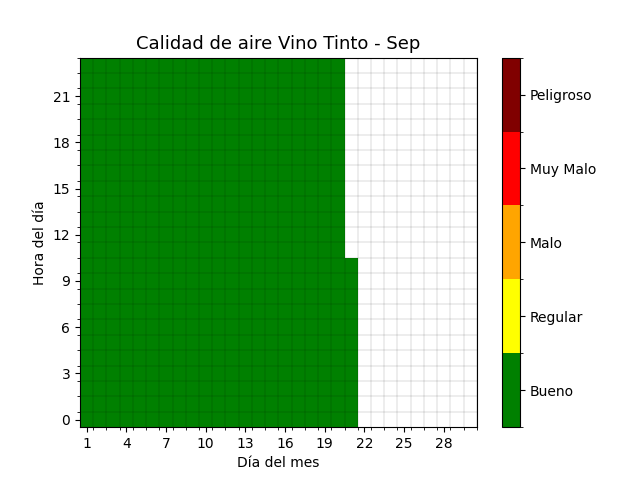 Calidad de aire Vino Tinto - Sep
Hora del día
21
18
15
12
9
6
3
0
1 4 7 10 13 16 19 22 25 28
Día del mes
Peligroso
Muy Malo
Malo
Regular
Bueno